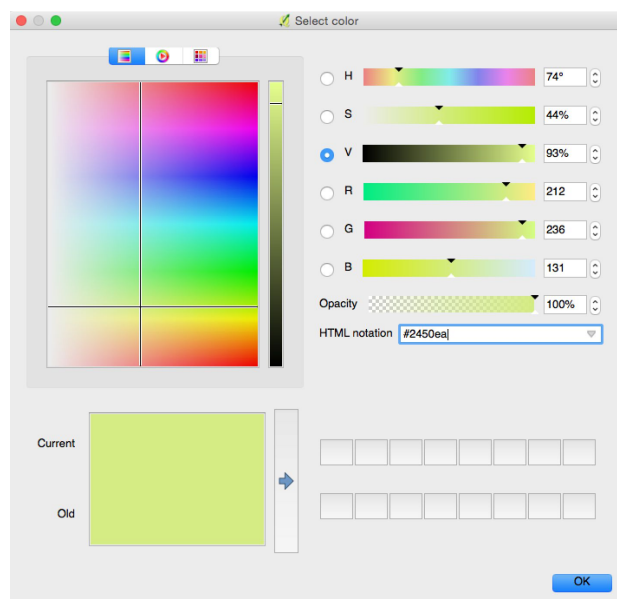 Select color
H 74°
S 44%
V 93%
R 212
G 236
B 131
Opacity 100%
HTML notation #2450ea
Current
Old
OK